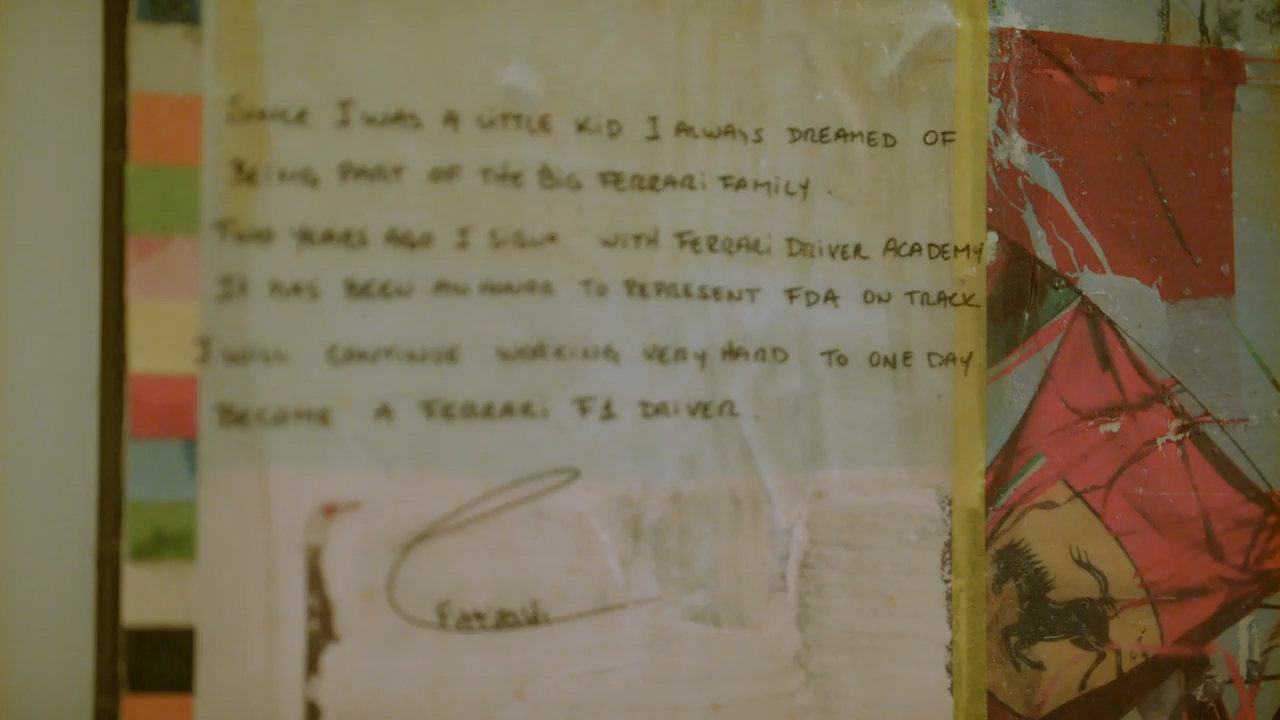 SINCE I WAS A LITTLE KID I ALWAYS DREAMED OF
BEING PART OF THE BIG FERRARI FAMILY.
TWO YEARS AGO I SIGN WITH FERRARI DRIVER ACADEMY
IT HAS BEEN AN HONOR TO REPRESENT FDA ON TRACK
I WILL CONTINUE WORKING VERY HARD TO ONE DAY
BECOME A FERRARI F1 DRIVER.